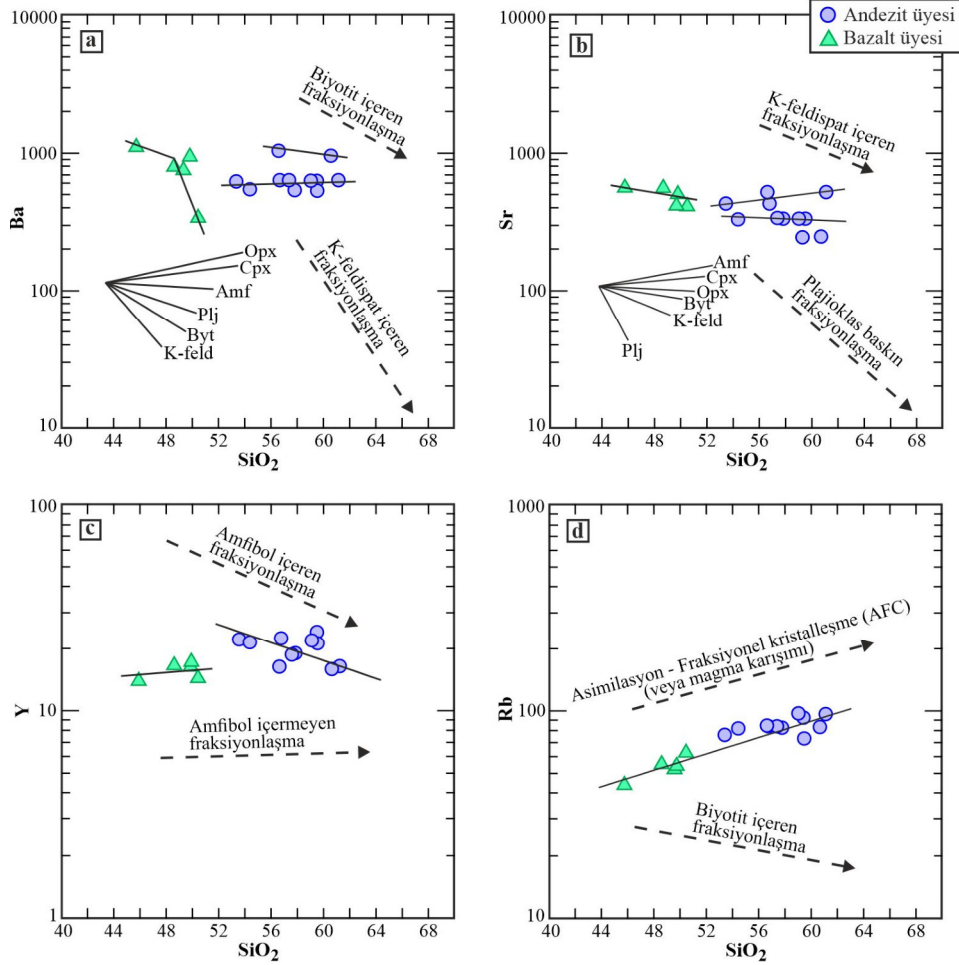 Andezit üyesi
Bazalt üyesi
a
10000
1000
100
10
Ba
Biyotit içeren
fraksiyonlaşma
K-feldispat içeren
fraksiyonlaşma
Opx
Cpx
Amf
Plj
Byt
K-feld
40 44 48 52 56 60 64 68
SiO2
b
10000
1000
100
10
Sr
K-feldispat içeren
fraksiyonlaşma
Plajioklas baskın
fraksiyonlaşma
Amf
Cpx
Opx
Byt
K-feld
Plj
40 44 48 52 56 60 64 68
SiO2
c
100
10
1
Y
Amfibol içeren
fraksiyonlaşma
Amfibol içermeyen
fraksiyonlaşma
40 44 48 52 56 60 64 68
SiO2
d
1000
100
10
Rb
Asimilasyon - Fraksiyonel kristalleşme (AFC)
(veya magma karışımı)
Biyotit içeren
fraksiyonlaşma
40 44 48 52 56 60 64 68
SiO2